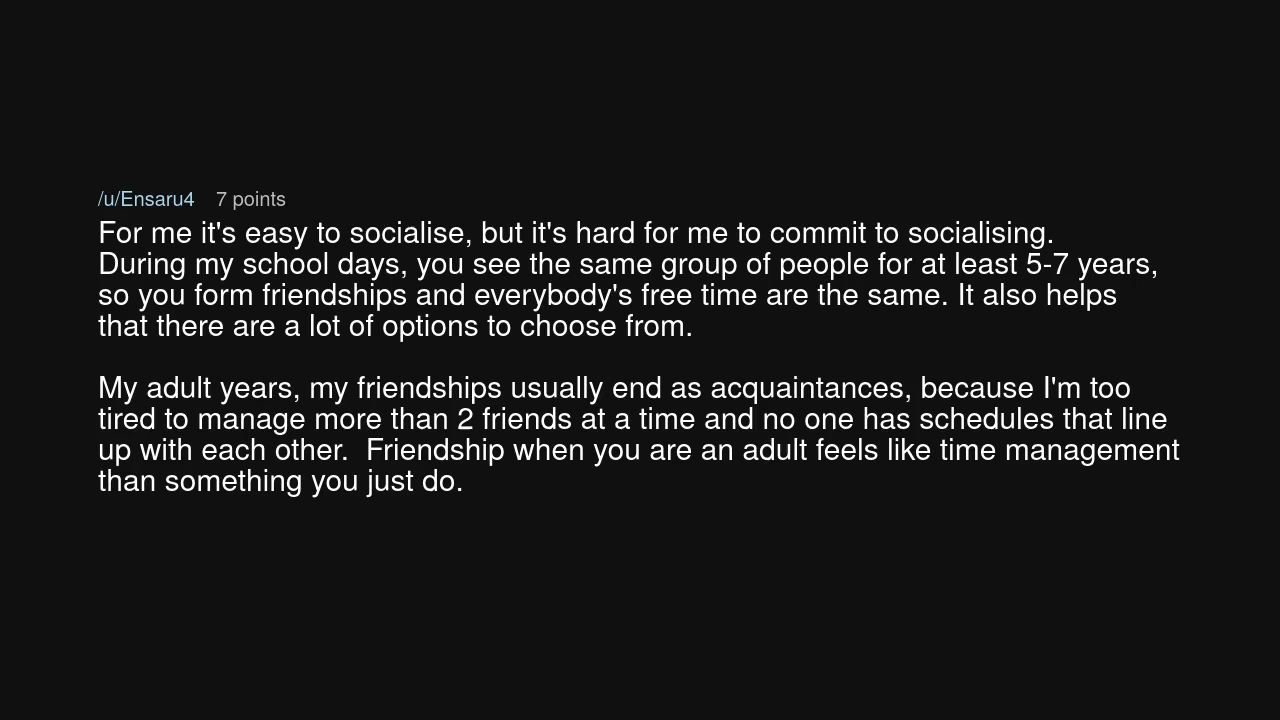 /u/Ensaru4 7 points
For me it's easy to socialise, but it's hard for me to commit to socialising.
During my school days, you see the same group of people for at least 5-7 years,
so you form friendships and everybody's free time are the same. It also helps
that there are a lot of options to choose from.
My adult years, my friendships usually end as acquaintances, because I'm too
tired to manage more than 2 friends at a time and no one has schedules that line
up with each other.  Friendship when you are an adult feels like time management
than something you just do.